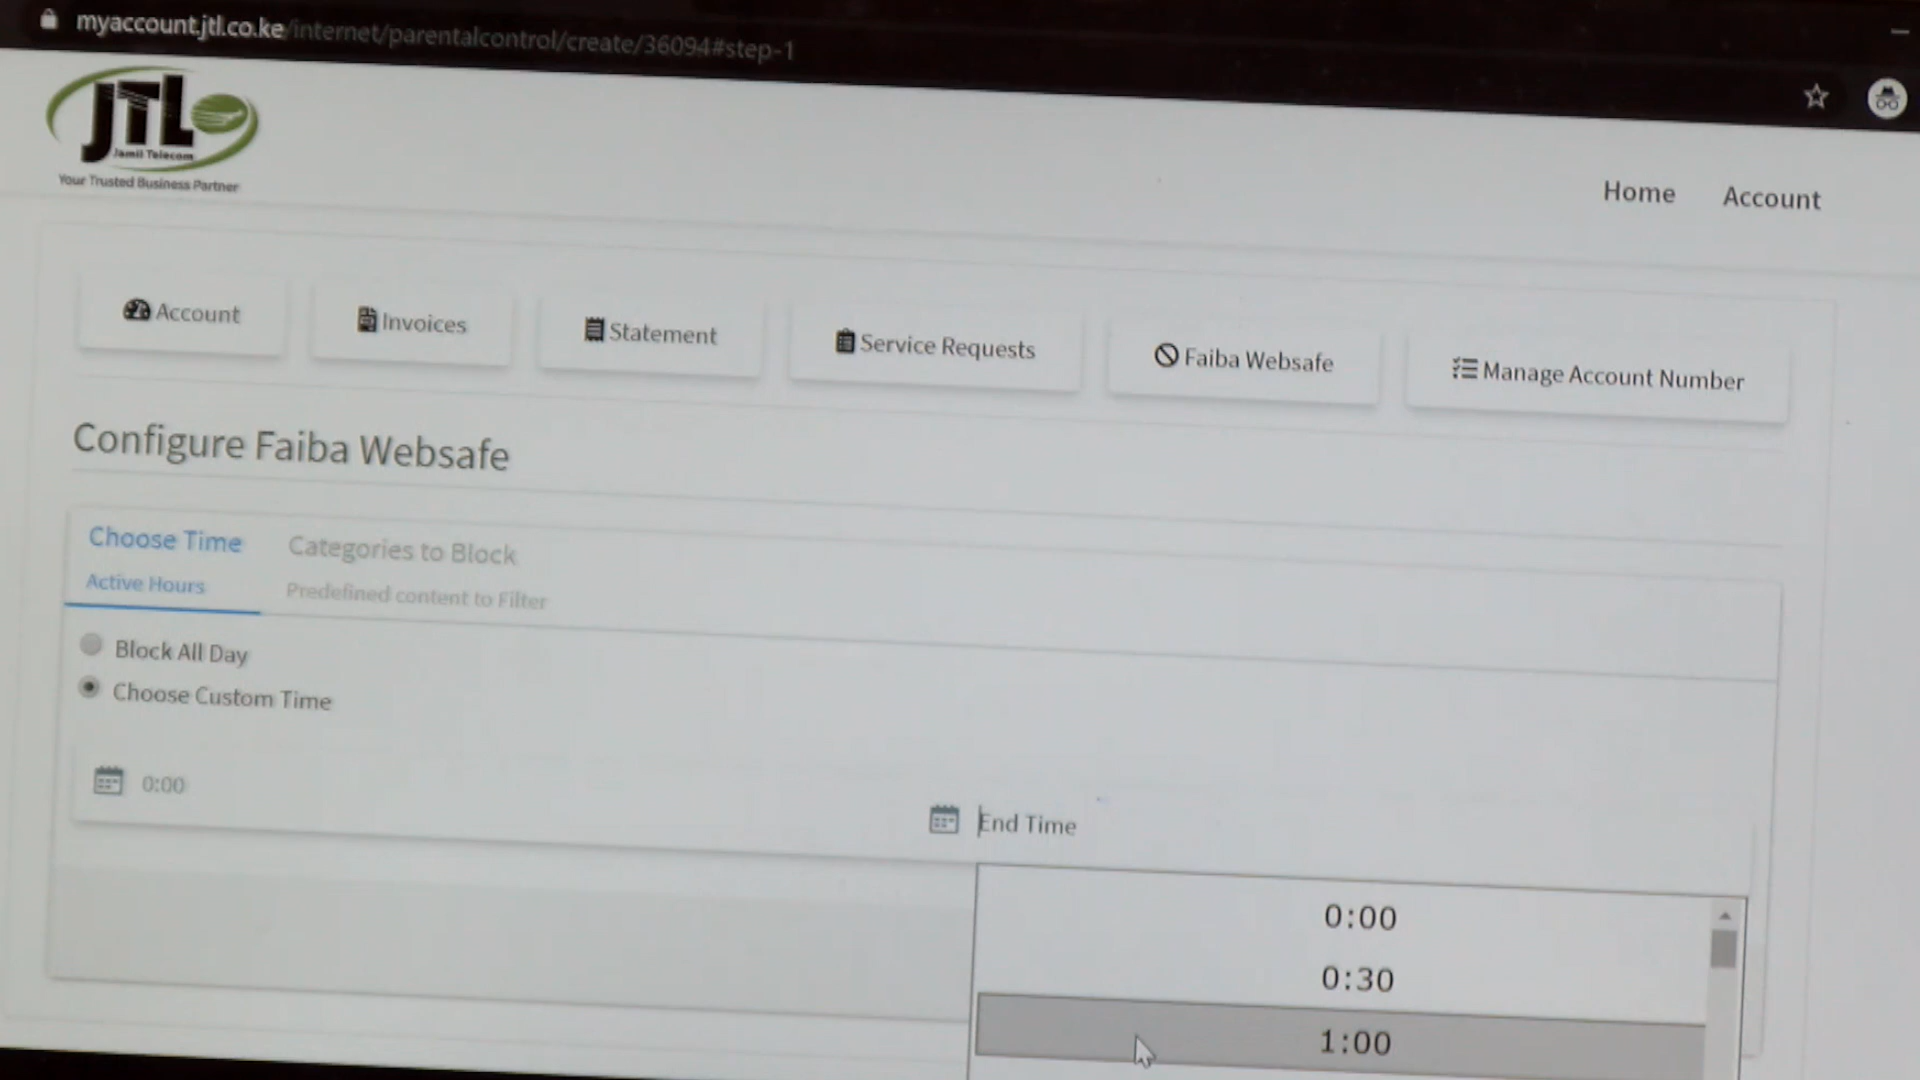 myaccount.jtl.co.ke/internet/parentalcontrol/create/36094#step-1
JTL
Jamii Telecom
Your Trusted Business Partner
Home Account
Account Invoices Statement Service Requests Faiba Websafe Manage Account Number
Configure Faiba Websafe
Choose Time Categories to Block
Active Hours Predefined content to Filter
Block All Day
Choose Custom Time
0:00 End Time
0:00
0:30
1:00